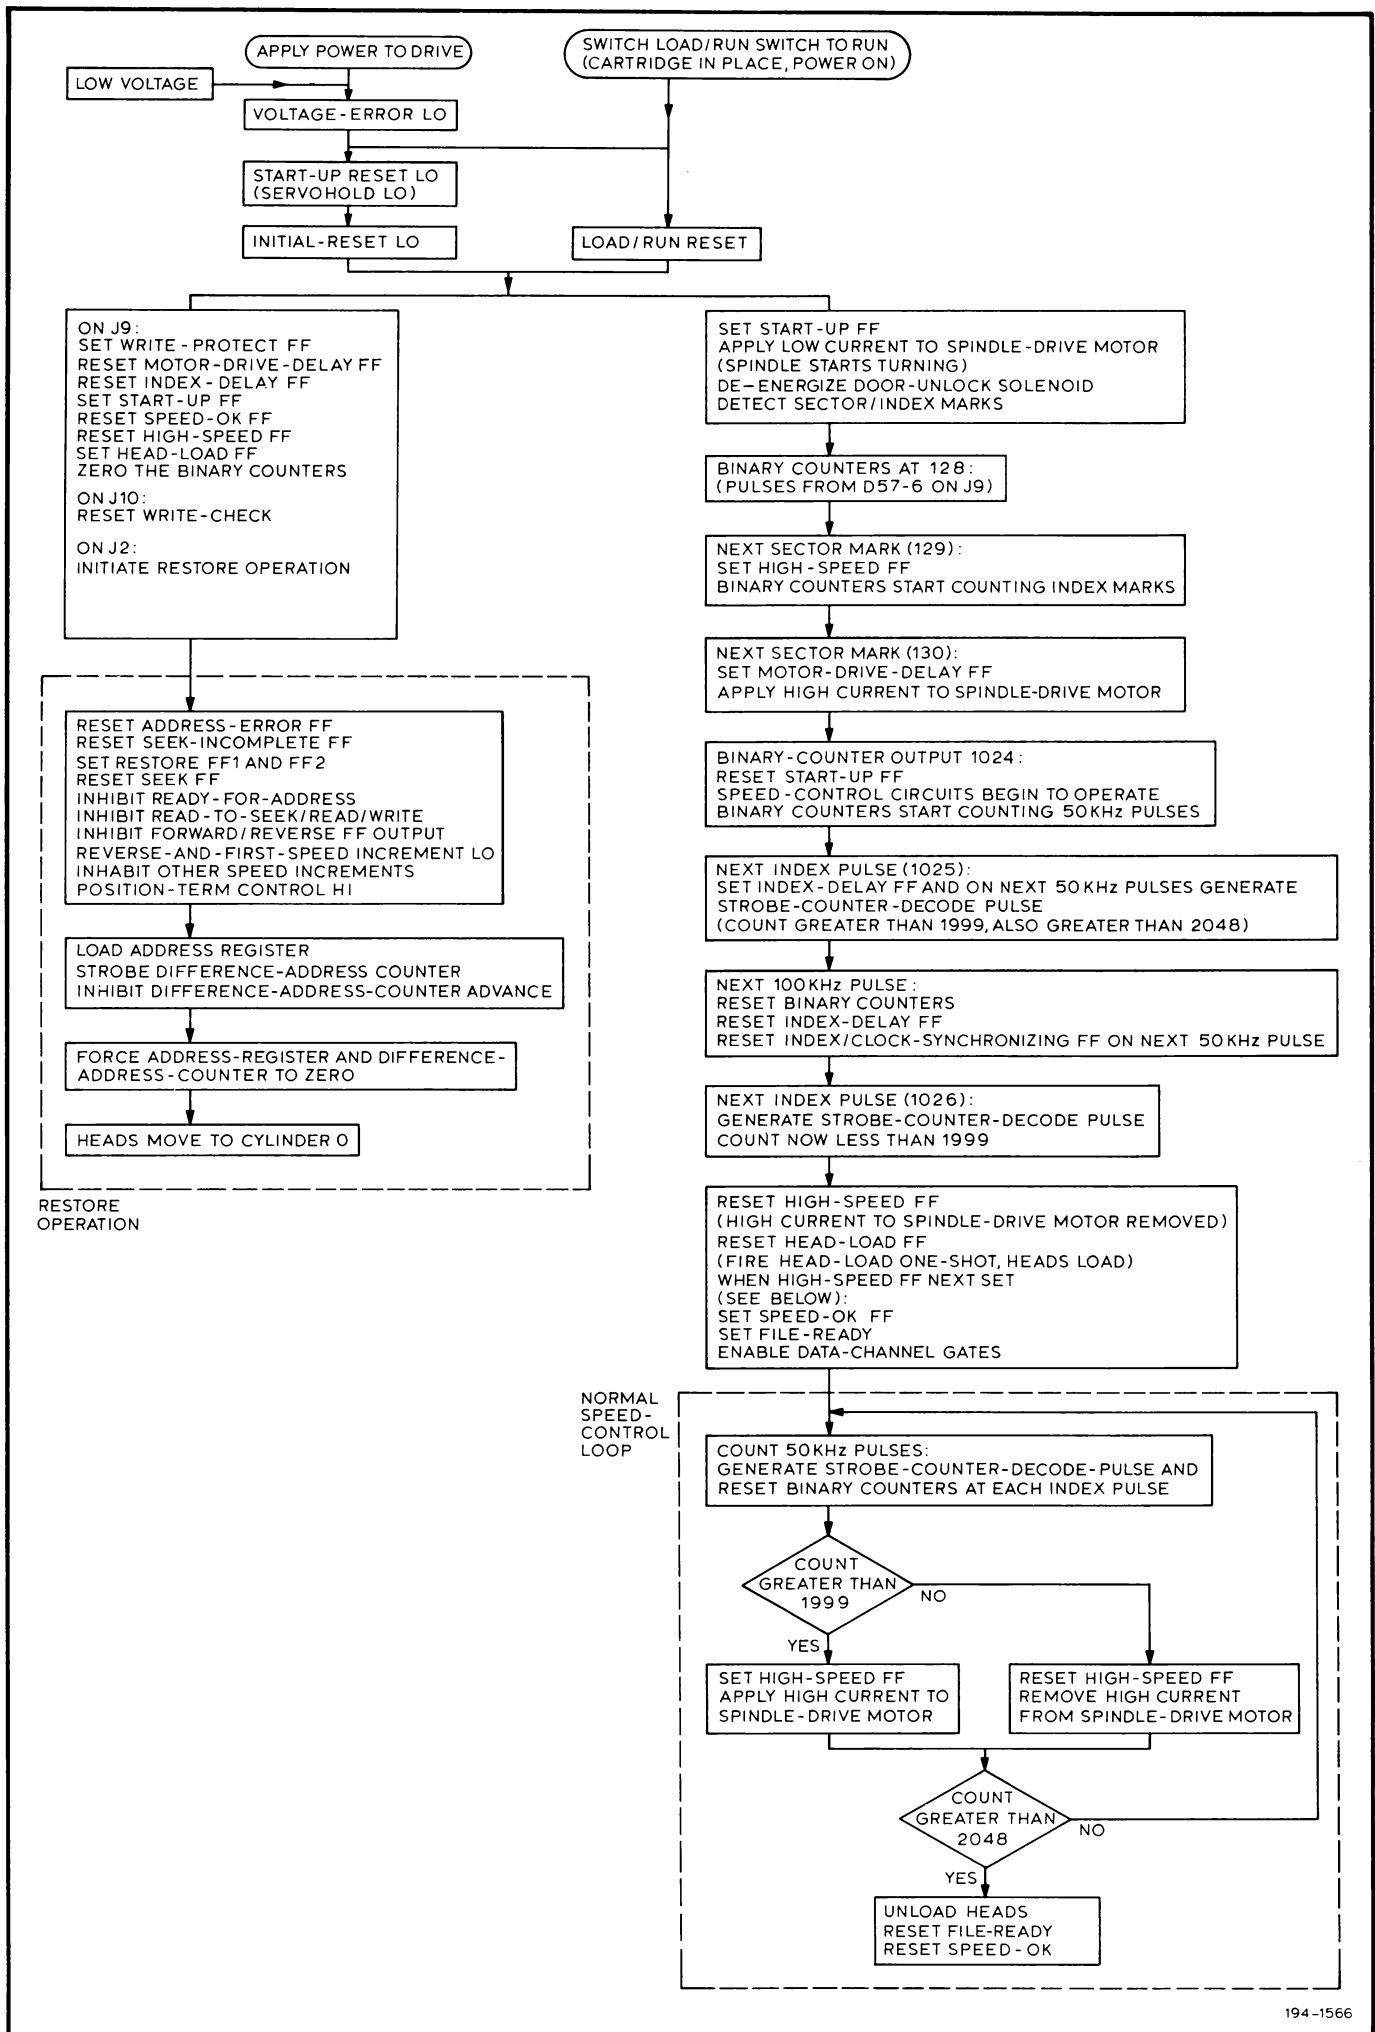 APPLY POWER TO DRIVE
SWITCH LOAD/RUN SWITCH TO RUN
(CARTRIDGE IN PLACE, POWER ON)
LOW VOLTAGE
VOLTAGE-ERROR LO
START-UP RESET LO
(SERVOHOLD LO)
INITIAL-RESET LO
LOAD/RUN RESET
ON J9:
SET WRITE-PROTECT FF
RESET MOTOR-DRIVE-DELAY FF
RESET INDEX-DELAY FF
SET START-UP FF
RESET SPEED-OK FF
RESET HIGH-SPEED FF
SET HEAD-LOAD FF
ZERO THE BINARY COUNTERS
ON J10:
RESET WRITE-CHECK
ON J2:
INITIATE RESTORE OPERATION
RESET ADDRESS-ERROR FF
RESET SEEK-INCOMPLETE FF
SET RESTORE FF1 AND FF2
RESET SEEK FF
INHIBIT READY-FOR-ADDRESS
INHIBIT READ-TO-SEEK/READ/WRITE
INHIBIT FORWARD/REVERSE FF OUTPUT
REVERSE-AND-FIRST-SPEED INCREMENT LO
INHABIT OTHER SPEED INCREMENTS
POSITION-TERM CONTROL HI
LOAD ADDRESS REGISTER
STROBE DIFFERENCE-ADDRESS COUNTER
INHIBIT DIFFERENCE-ADDRESS-COUNTER ADVANCE
FORCE ADDRESS-REGISTER AND DIFFERENCE-
ADDRESS-COUNTER TO ZERO
HEADS MOVE TO CYLINDER 0
RESTORE
OPERATION
SET START-UP FF
APPLY LOW CURRENT TO SPINDLE-DRIVE MOTOR
(SPINDLE STARTS TURNING)
DE-ENERGIZE DOOR-UNLOCK SOLENOID
DETECT SECTOR/INDEX MARKS
BINARY COUNTERS AT 128:
(PULSES FROM D57-6 ON J9)
NEXT SECTOR MARK (129):
SET HIGH-SPEED FF
BINARY COUNTERS START COUNTING INDEX MARKS
NEXT SECTOR MARK (130):
SET MOTOR-DRIVE-DELAY FF
APPLY HIGH CURRENT TO SPINDLE-DRIVE MOTOR
BINARY-COUNTER OUTPUT 1024:
RESET START-UP FF
SPEED-CONTROL CIRCUITS BEGIN TO OPERATE
BINARY COUNTERS START COUNTING 50KHz PULSES
NEXT INDEX PULSE (1025):
SET INDEX-DELAY FF AND ON NEXT 50KHz PULSES GENERATE
STROBE-COUNTER-DECODE PULSE
(COUNT GREATER THAN 1999, ALSO GREATER THAN 2048)
NEXT 100KHz PULSE:
RESET BINARY COUNTERS
RESET INDEX-DELAY FF
RESET INDEX/CLOCK-SYNCHRONIZING FF ON NEXT 50KHz PULSE
NEXT INDEX PULSE (1026):
GENERATE STROBE-COUNTER-DECODE PULSE
COUNT NOW LESS THAN 1999
RESET HIGH-SPEED FF
(HIGH CURRENT TO SPINDLE-DRIVE MOTOR REMOVED)
RESET HEAD-LOAD FF
(FIRE HEAD-LOAD ONE-SHOT, HEADS LOAD)
WHEN HIGH-SPEED FF NEXT SET
(SEE BELOW):
SET SPEED-OK FF
SET FILE-READY
ENABLE DATA-CHANNEL GATES
NORMAL
SPEED-
CONTROL
LOOP
COUNT 50KHz PULSES:
GENERATE STROBE-COUNTER-DECODE-PULSE AND
RESET BINARY COUNTERS AT EACH INDEX PULSE
COUNT
GREATER THAN
1999
NO
YES
SET HIGH-SPEED FF
APPLY HIGH CURRENT TO
SPINDLE-DRIVE MOTOR
RESET HIGH-SPEED FF
REMOVE HIGH CURRENT
FROM SPINDLE-DRIVE MOTOR
COUNT
GREATER THAN
2048
NO
YES
UNLOAD HEADS
RESET FILE-READY
RESET SPEED-OK
194-1566